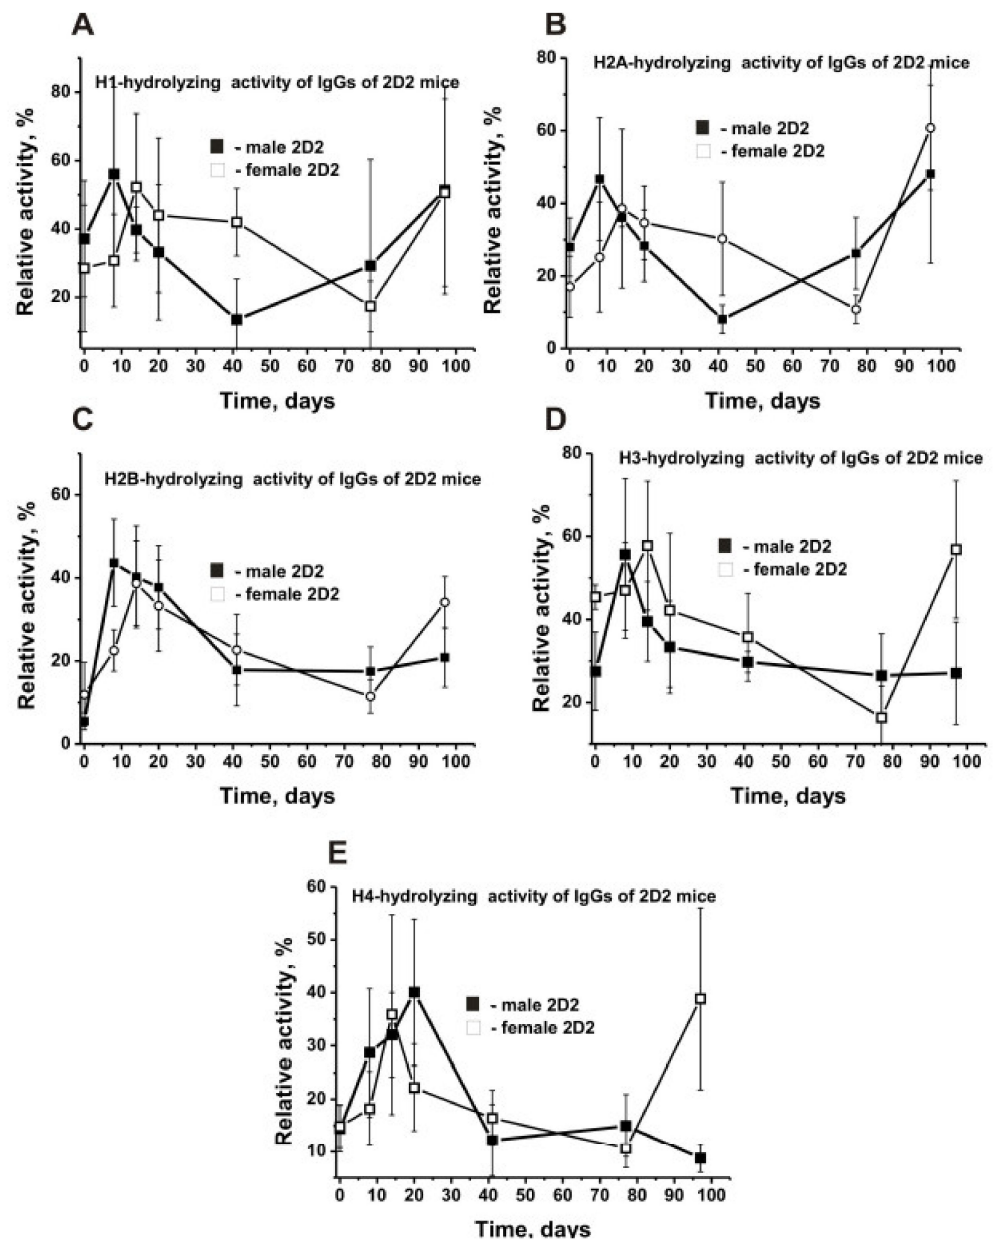 A
H1-hydrolyzing activity of IgGs of 2D2 mice
- male 2D2
- female 2D2
Relative activity, %
80
60
40
20
0 10 20 30 40 50 60 70 80 90 100
Time, days
B
H2A-hydrolyzing activity of IgGs of 2D2 mice
- male 2D2
- female 2D2
Relative activity, %
80
60
40
20
0
0 10 20 30 40 50 60 70 80 90 100
Time, days
C
H2B-hydrolyzing activity of IgGs of 2D2 mice
- male 2D2
- female 2D2
Relative activity, %
60
40
20
0
0 10 20 30 40 50 60 70 80 90 100
Time, days
D
H3-hydrolyzing activity of IgGs of 2D2 mice
- male 2D2
- female 2D2
Relative activity, %
80
60
40
20
0 10 20 30 40 50 60 70 80 90 100
Time, days
E
H4-hydrolyzing activity of IgGs of 2D2 mice
- male 2D2
- female 2D2
Relative activity, %
60
50
40
30
20
10
0 10 20 30 40 50 60 70 80 90 100
Time, days